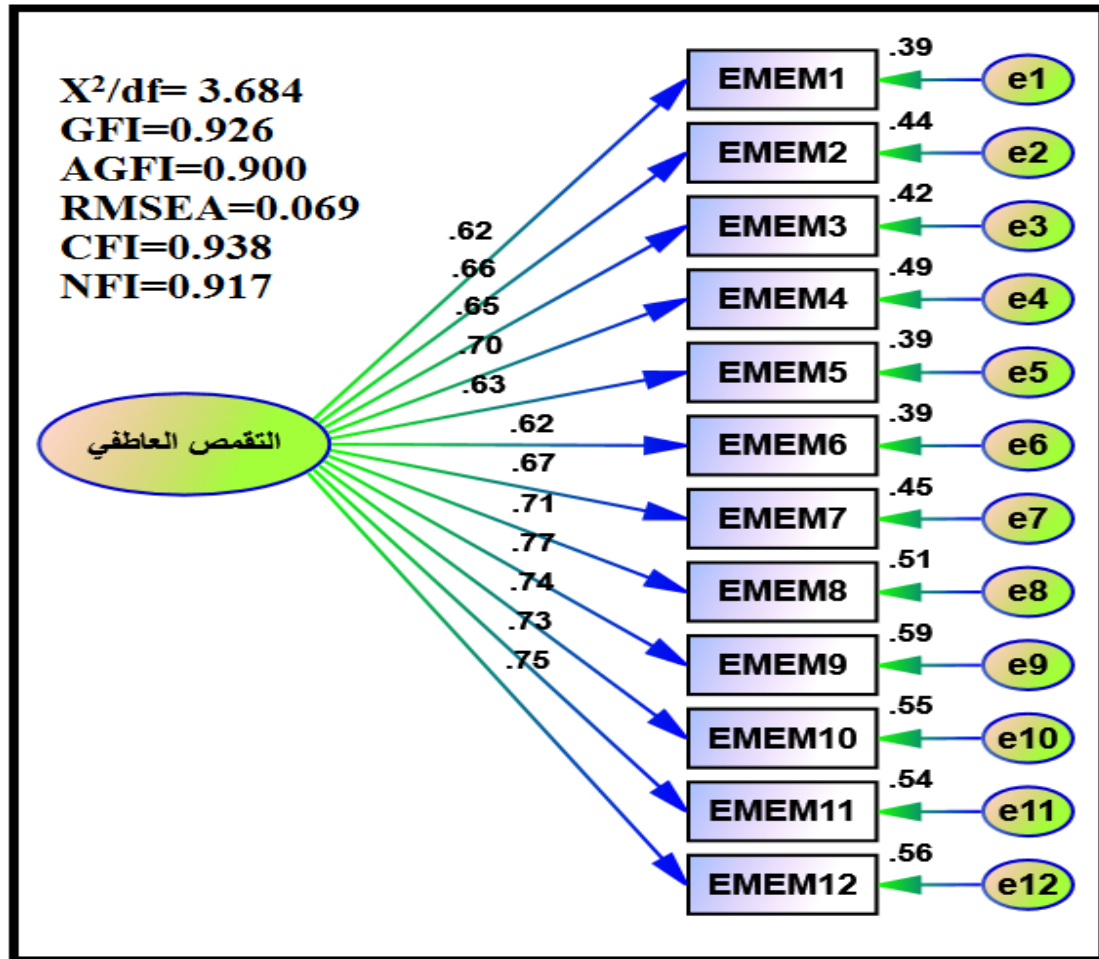 X²/df= 3.684
GFI=0.926
AGFI=0.900
RMSEA=0.069
CFI=0.938
NFI=0.917
التقمص العاطفي
.62
.66
.65
.70
.63
.62
.67
.71
.77
.74
.73
.75
EMEM1 .39 e1
EMEM2 .44 e2
EMEM3 .42 e3
EMEM4 .49 e4
EMEM5 .39 e5
EMEM6 .39 e6
EMEM7 .45 e7
EMEM8 .51 e8
EMEM9 .59 e9
EMEM10 .55 e10
EMEM11 .54 e11
EMEM12 .56 e12